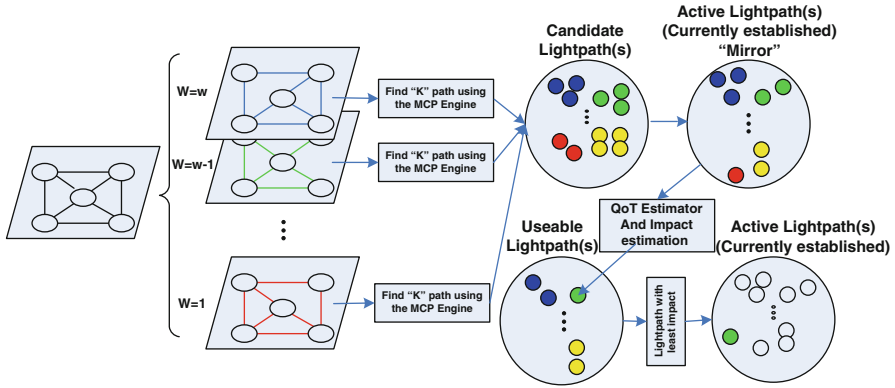 W=w
W=w-1
W=1
Find “K” path using
the MCP Engine
Find “K” path using
the MCP Engine
Find “K” path using
the MCP Engine
Candidate
Lightpath(s)
Active Lightpath(s)
(Currently established)
“Mirror”
QoT Estimator
And Impact
estimation
Useable
Lightpath(s)
Lightpath with
least impact
Active Lightpath(s)
(Currently established)